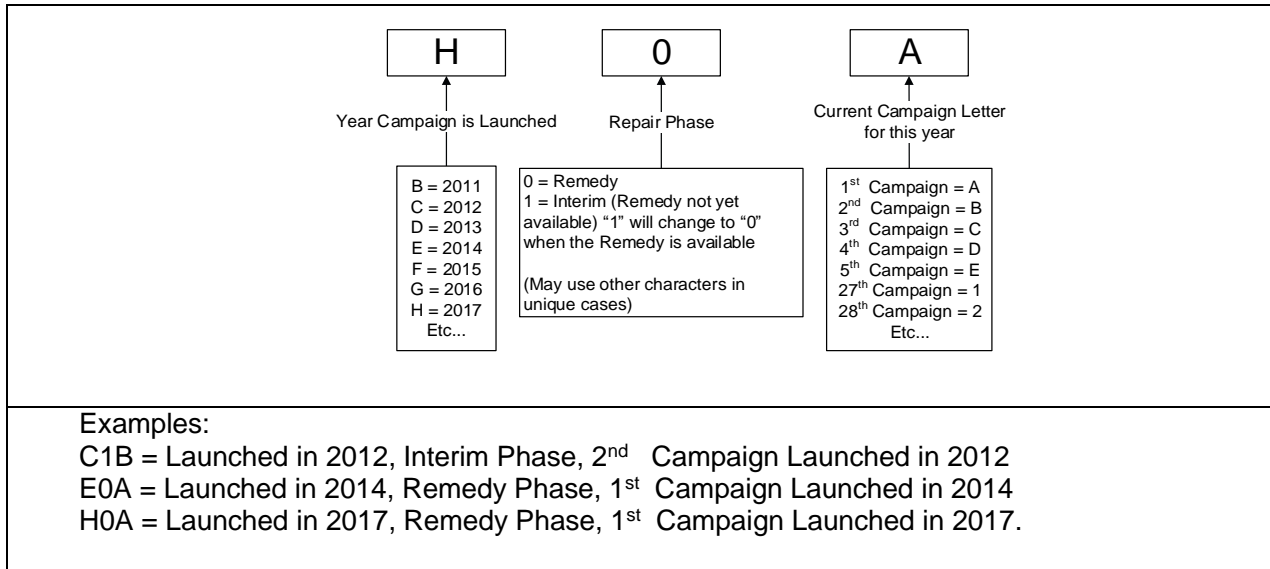 H 0 A
Year Campaign is Launched
Repair Phase
Current Campaign Letter
for this year
B = 2011
C = 2012
D = 2013
E = 2014
F = 2015
G = 2016
H = 2017
Etc...
0 = Remedy
1 = Interim (Remedy not yet
available) “1” will change to “0”
when the Remedy is available
(May use other characters in
unique cases)
1st Campaign = A
2nd Campaign = B
3rd Campaign = C
4th Campaign = D
5th Campaign = E
27th Campaign = 1
28th Campaign = 2
Etc...
Examples:
C1B = Launched in 2012, Interim Phase, 2nd Campaign Launched in 2012
E0A = Launched in 2014, Remedy Phase, 1st Campaign Launched in 2014
H0A = Launched in 2017, Remedy Phase, 1st Campaign Launched in 2017.